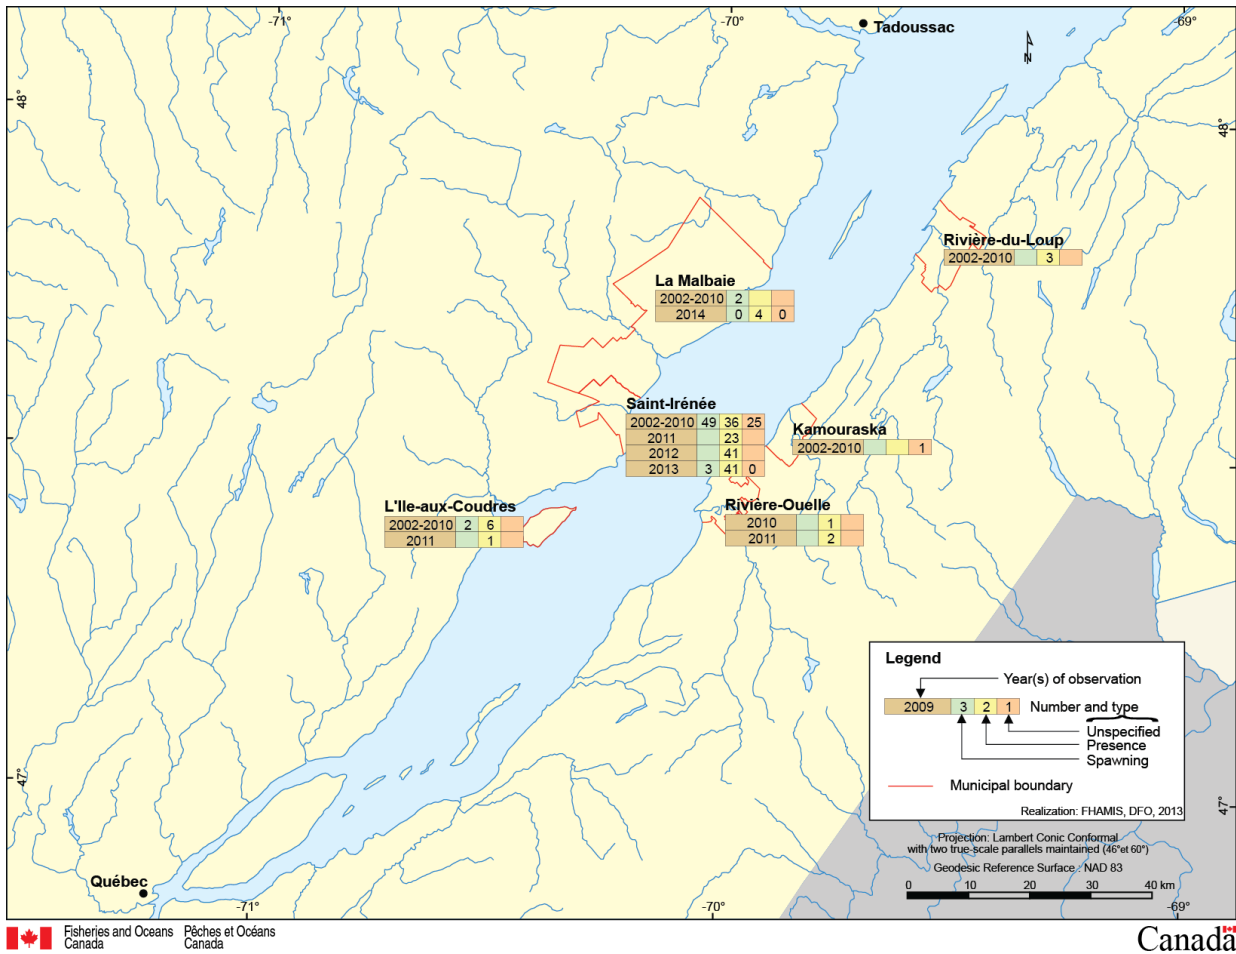 -71°
-70°
-69°
Tadoussac
N
48°
48°
Rivière-du-Loup
2002-2010 3
La Malbaie
2002-2010 2
2014 0 4 0
Saint-Irénée
2002-2010 49 36 25
2011 23
2012 41
2013 3 41 0
Kamouraska
2002-2010 1
L'Ile-aux-Coudres
2002-2010 2 6
2011 1
Rivière-Ouelle
2010 1
2011 2
Legend
Year(s) of observation
2009 3 2 1 Number and type
Unspecified
Presence
Spawning
Municipal boundary
Realization: FHAMIS, DFO, 2013
47°
47°
Projection: Lambert Conic Conformal
with two true-scale parallels maintained (46°et 60°)
Geodesic Reference Surface : NAD 83
0 10 20 30 40 km
Québec
-71°
-70°
-69°
Fisheries and Oceans Pêches et Océans
Canada Canada
Canada